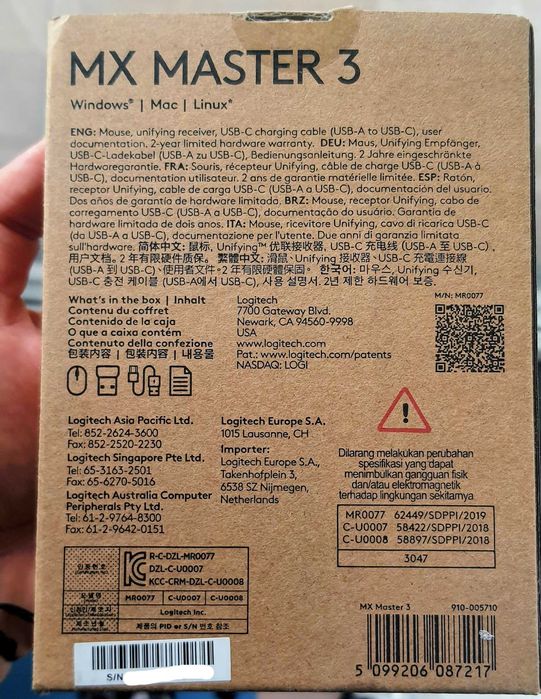 MX MASTER 3
Windows® | Mac | Linux®
ENG: Mouse, unifying receiver, USB-C charging cable (USB-A to USB-C), user
documentation. 2-year limited hardware warranty. DEU: Maus, Unifying Empfänger,
USB-C-Ladekabel (USB-A zu USB-C), Bedienungsanleitung. 2 Jahre eingeschränkte
Hardwaregarantie. FRA: Souris, récepteur Unifying, câble de charge USB-C (USB-A à
USB-C), documentation utilisateur. 2 ans de garantie matérielle limitée. ESP: Ratón,
receptor Unifying, cable de carga USB-C (USB-A a USB-C), documentación del usuario.
Dos años de garantía de hardware limitada. BRZ: Mouse, receptor Unifying, cabo de
carregamento USB-C (USB-A a USB-C), documentação do usuário. Garantia de
hardware limitada de dois anos. ITA: Mouse, ricevitore Unifying, cavo di ricarica USB-C
(da USB-A a USB-C), documentazione per l'utente. Due anni di garanzia limitata
sull'hardware. 简体中文: 鼠标, Unifying™ 优联接收器, USB-C 充电线 (USB-A 至 USB-C),
用户文档。2 年有限硬件质保。 繁體中文: 滑鼠、Unifying 接收器、USB-C 充電連接線
(USB-A 到 USB-C)、使用者文件。2 年有限硬體保固。 한국어: 마우스, Unifying 수신기,
USB-C 충전 케이블 (USB-A에서 USB-C), 사용 설명서. 2년 제한 하드웨어 보증.
What's in the box | Inhalt
Contenu du coffret
Contenido de la caja
O que a caixa contém
Contenuto della confezione
包装内容 | 包裝內容 | 내용물
Logitech
7700 Gateway Blvd.
Newark, CA 94560-9998
USA
www.logitech.com
Pat.: www.logitech.com/patents
NASDAQ: LOGI
M/N: MR0077
Logitech Asia Pacific Ltd.
Tel: 852-2624-3600
Fax: 852-2520-2230
Logitech Singapore Pte Ltd.
Tel: 65-3163-2501
Fax: 65-6270-5016
Logitech Australia Computer
Peripherals Pty Ltd.
Tel: 61-2-9764-8300
Fax: 61-2-9642-0151
Logitech Europe S.A.
1015 Lausanne, CH
Importer:
Logitech Europe S.A.,
Takenhofplein 3,
6538 SZ Nijmegen,
Netherlands
Dilarang melakukan perubahan
spesifikasi yang dapat
menimbulkan gangguan fisik
dan/atau elektromagnetik
terhadap lingkungan sekitarnya.
MR0077 62449/SDPPI/2019
C-U0007 58422/SDPPI/2018
C-U0008 58897/SDPPI/2018
3047
인증번호
R-C-DZL-MR0077
DZL-C-U0007
KCC-CRM-DZL-C-U0008
모델명
MR0077 C-U0007 C-U0008
신청인/제조자
Logitech Inc.
제조년월
제품의 PID or S/N 번호 참조
S/N
MX Master 3 910-005710
5 099206 087217